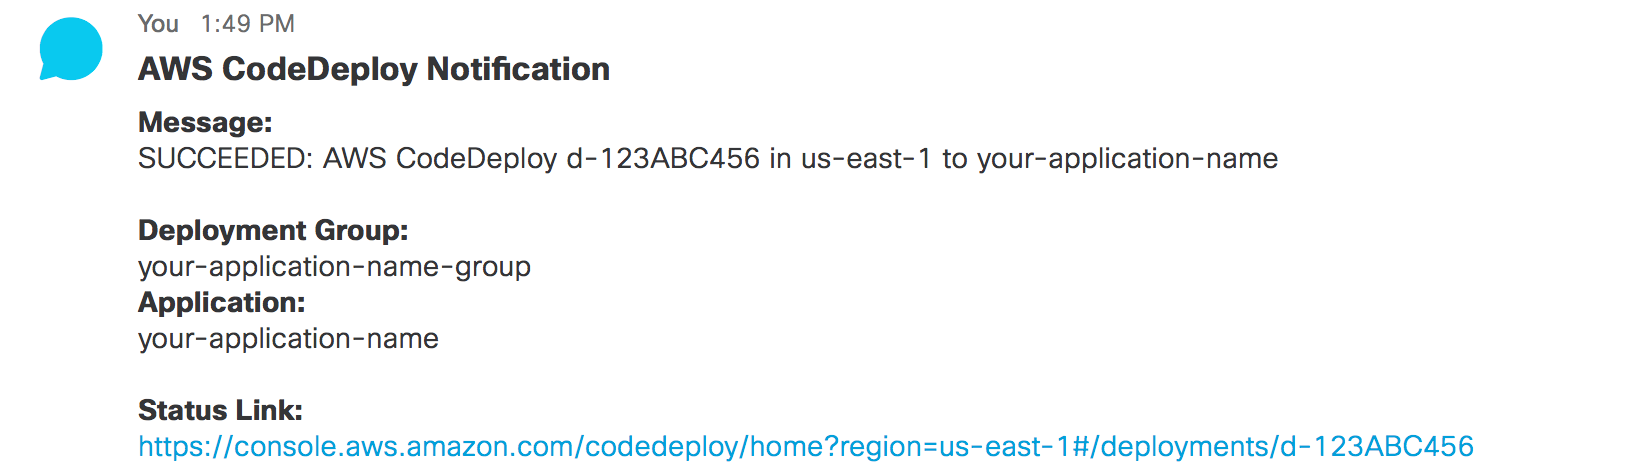 You 1:49 PM
AWS CodeDeploy Notification
Message:
SUCCEEDED: AWS CodeDeploy d-123ABC456 in us-east-1 to your-application-name
Deployment Group:
your-application-name-group
Application:
your-application-name
Status Link:
https://console.aws.amazon.com/codedeploy/home?region=us-east-1#/deployments/d-123ABC456